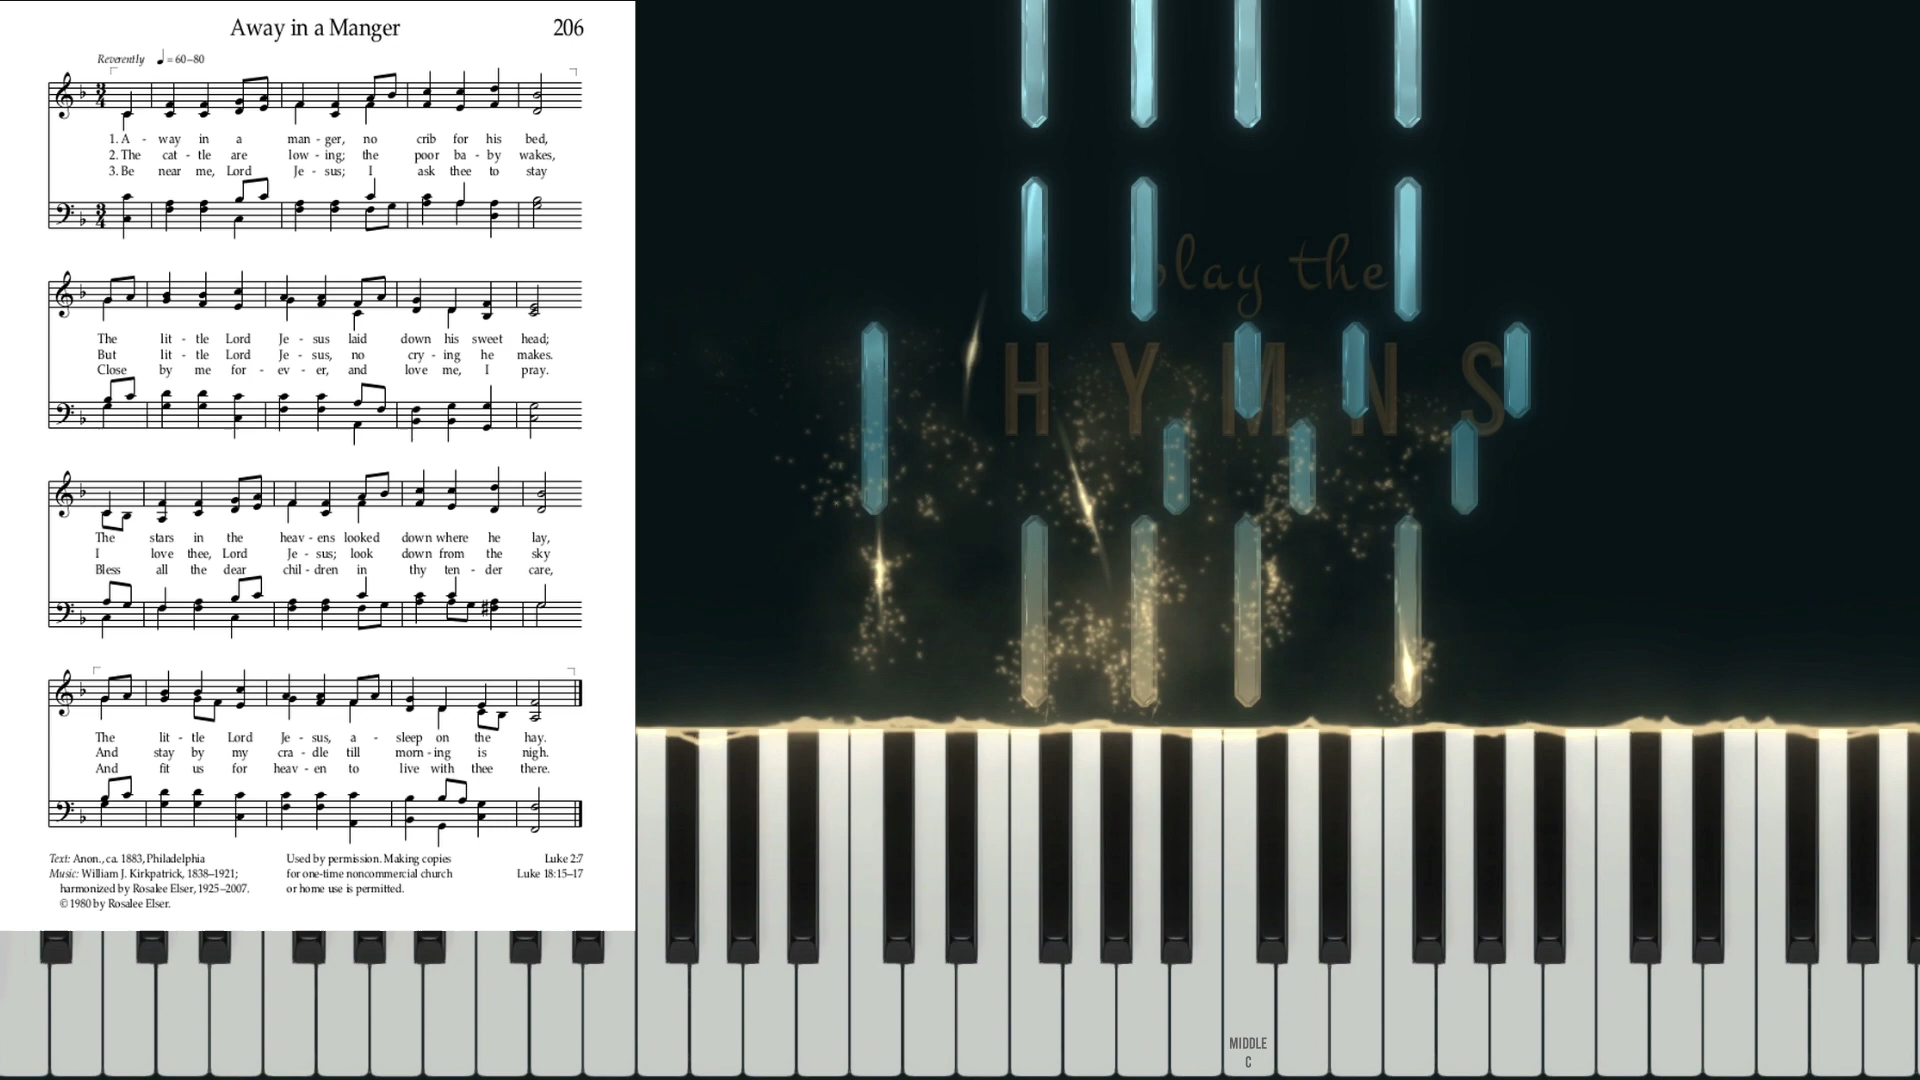 Away in a Manger 206
Reverently ♩ = 60–80
1. A - way in a man - ger, no crib for his bed,
2. The cat - tle are low - ing; the poor ba - by wakes,
3. Be near me, Lord Je - sus; I ask thee to stay
The lit - tle Lord Je - sus laid down his sweet head;
But lit - tle Lord Je - sus, no cry - ing he makes.
Close by me for - ev - er, and love me, I pray.
The stars in the heav - ens looked down where he lay,
I love thee, Lord Je - sus; look down from the sky
Bless all the dear chil - dren in thy ten - der care,
The lit - tle Lord Je - sus, a - sleep on the hay.
And stay by my cra - dle till morn - ing is nigh.
And fit us for heav - en to live with thee there.
Text: Anon., ca. 1883, Philadelphia
Music: William J. Kirkpatrick, 1838–1921;
harmonized by Rosalee Elser, 1925–2007.
© 1980 by Rosalee Elser.
Used by permission. Making copies
for one-time noncommercial church
or home use is permitted.
Luke 2:7
Luke 18:15–17
play the
HYMNS
MIDDLE
C